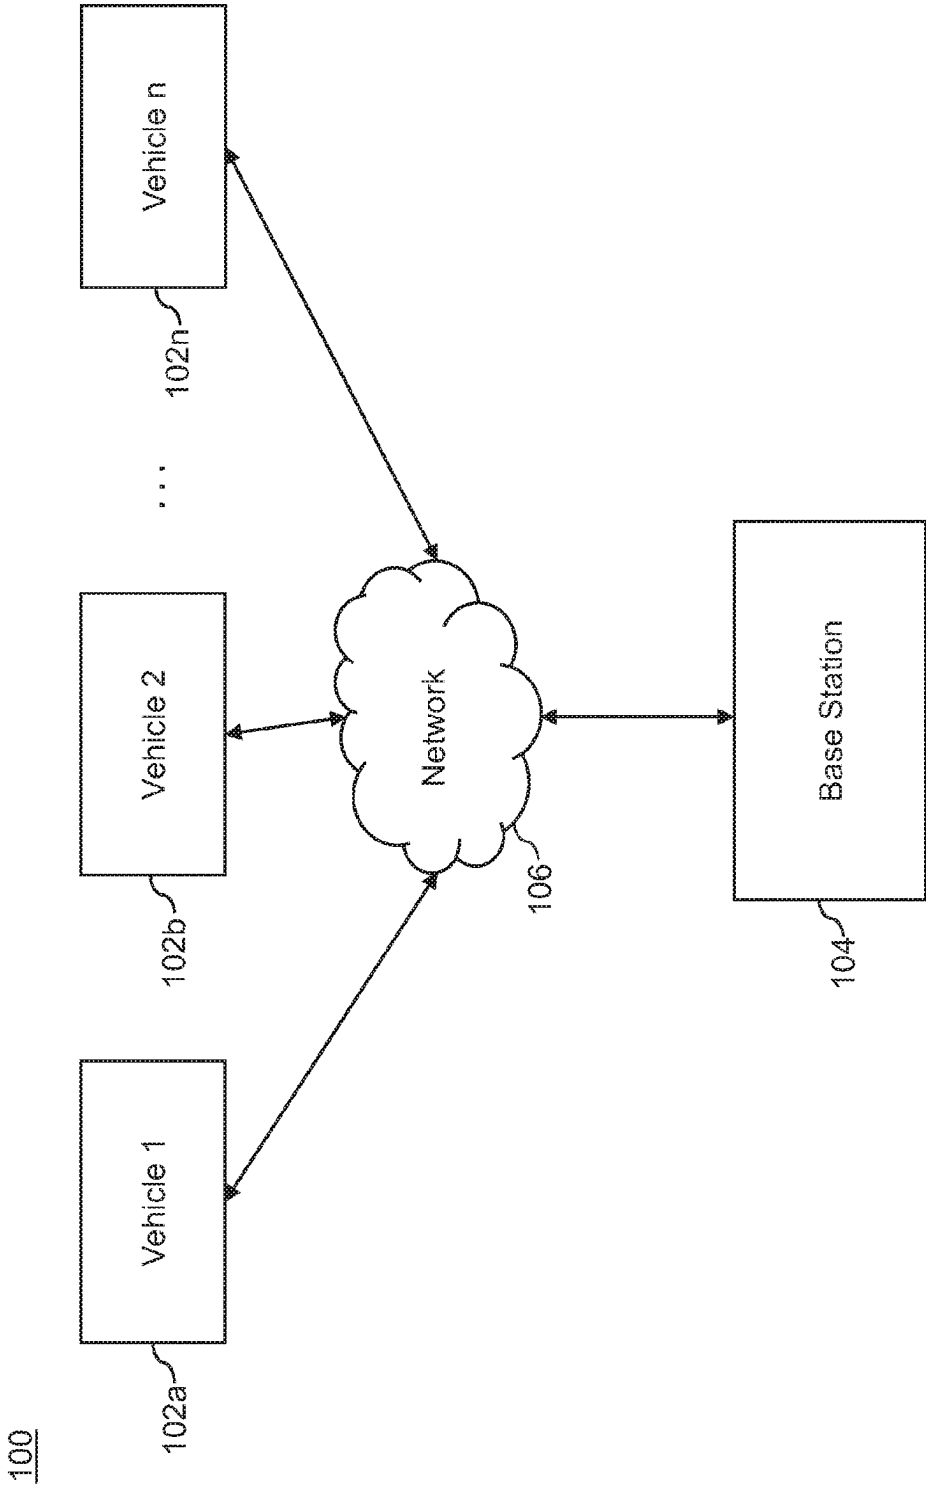 100
Vehicle 1
Vehicle 2
...
Vehicle n
102a
102b
102n
Network
106
Base Station
104